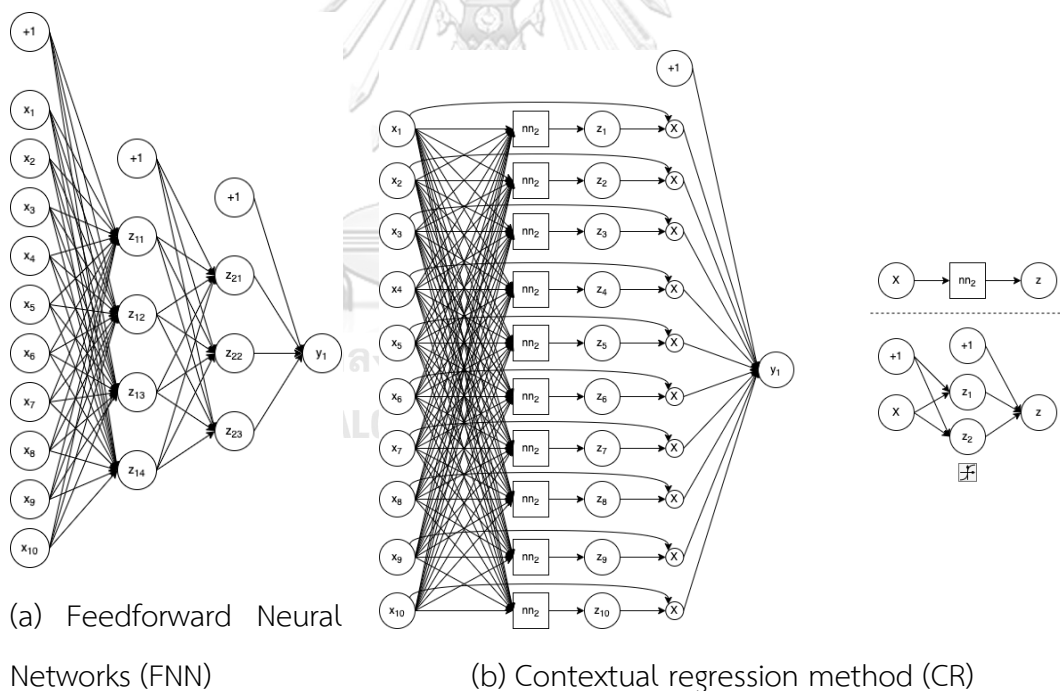 +1
x1
x2
x3
x4
x5
x6
x7
x8
x9
x10
+1
z11
z12
z13
z14
+1
z21
z22
z23
y1
(a) Feedforward Neural
Networks (FNN)
+1
x1 nn2 z1 X
x2 nn2 z2 X
x3 nn2 z3 X
x4 nn2 z4 X
x5 nn2 z5 X
x6 nn2 z6 X
x7 nn2 z7 X
x8 nn2 z8 X
x9 nn2 z9 X
x10 nn2 z10 X
y1
X nn2 z
+1 +1
X z1 z
z2
(b) Contextual regression method (CR)